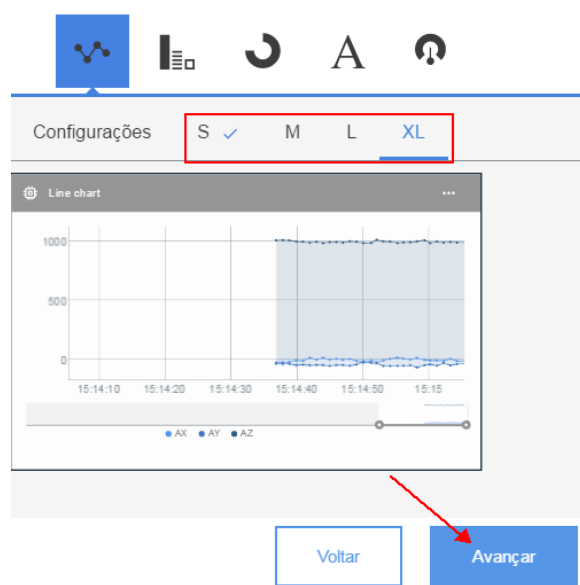 A
Configurações S M L XL
Line chart
1000
500
0
15:14:10 15:14:20 15:14:30 15:14:40 15:14:50 15:15
AX AY AZ
Voltar Avançar